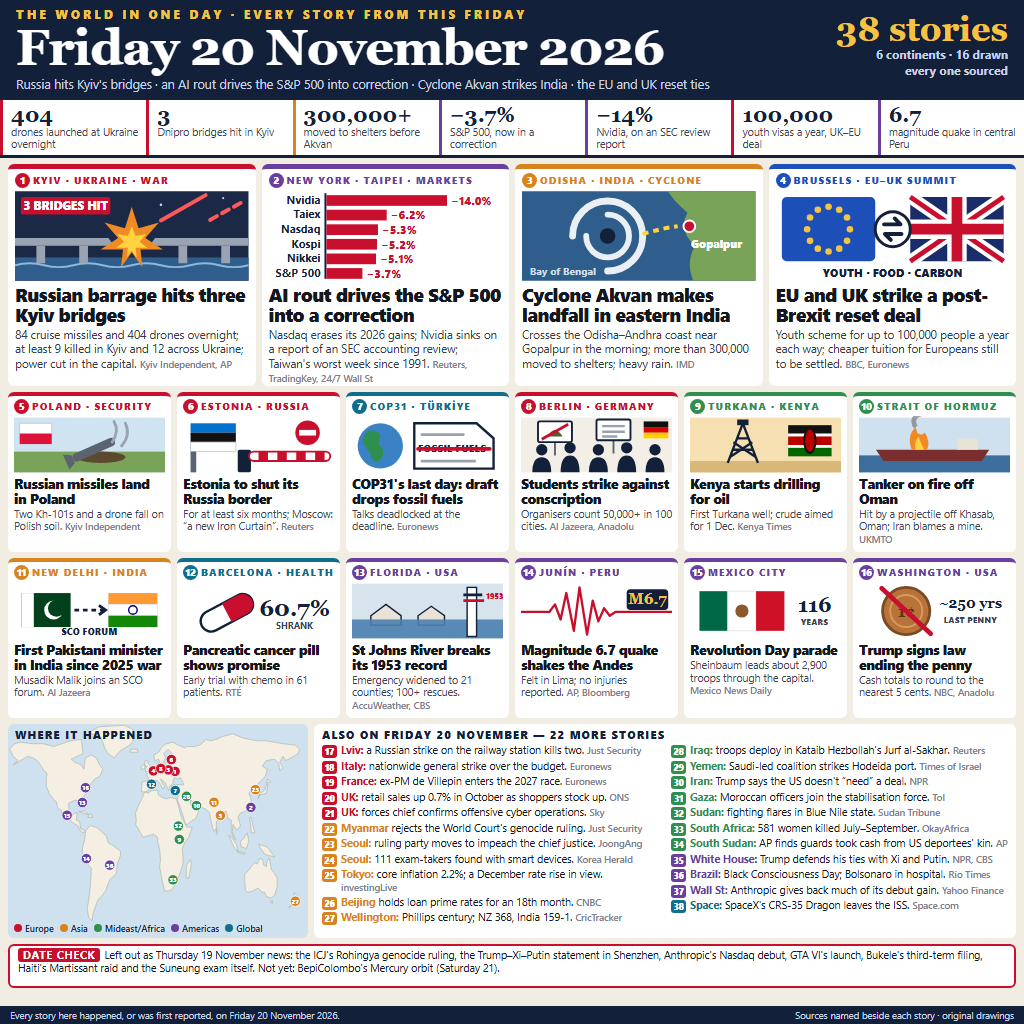 THE WORLD IN ONE DAY · EVERY STORY FROM THIS FRIDAY
Friday 20 November 2026
Russia hits Kyiv's bridges · an AI rout drives the S&P 500 into correction · Cyclone Akvan strikes India · the EU and UK reset ties
38 stories
6 continents · 16 drawn
every one sourced
404
drones launched at Ukraine
overnight
3
Dnipro bridges hit in Kyiv
300,000+
moved to shelters before
Akvan
−3.7%
S&P 500, now in a
correction
−14%
Nvidia, on an SEC review
report
100,000
youth visas a year, UK–EU
deal
6.7
magnitude quake in central
Peru
1 KYIV · UKRAINE · WAR
3 BRIDGES HIT
Russian barrage hits three
Kyiv bridges
84 cruise missiles and 404 drones overnight;
at least 9 killed in Kyiv and 12 across Ukraine;
power cut in the capital. Kyiv Independent, AP
2 NEW YORK · TAIPEI · MARKETS
Nvidia −14.0%
Taiex −6.2%
Nasdaq −5.3%
Kospi −5.2%
Nikkei −5.1%
S&P 500 −3.7%
AI rout drives the S&P 500
into a correction
Nasdaq erases its 2026 gains; Nvidia sinks on
a report of an SEC accounting review;
Taiwan's worst week since 1991. Reuters,
TradingKey, 24/7 Wall St
3 ODISHA · INDIA · CYCLONE
Gopalpur
Bay of Bengal
Cyclone Akvan makes
landfall in eastern India
Crosses the Odisha–Andhra coast near
Gopalpur in the morning; more than 300,000
moved to shelters; heavy rain. IMD
4 BRUSSELS · EU–UK SUMMIT
YOUTH · FOOD · CARBON
EU and UK strike a post-
Brexit reset deal
Youth scheme for up to 100,000 people a year
each way; cheaper tuition for Europeans still
to be settled. BBC, Euronews
5 POLAND · SECURITY
Russian missiles land
in Poland
Two Kh-101s and a drone fall on
Polish soil. Kyiv Independent
6 ESTONIA · RUSSIA
Estonia to shut its
Russia border
For at least six months; Moscow:
“a new Iron Curtain”. Reuters
7 COP31 · TÜRKİYE
FOSSIL FUELS
COP31's last day: draft
drops fossil fuels
Talks deadlocked at the
deadline. Euronews
8 BERLIN · GERMANY
Students strike against
conscription
Organisers count 50,000+ in 100
cities. Al Jazeera, Anadolu
9 TURKANA · KENYA
Kenya starts drilling
for oil
First Turkana well; crude aimed
for 1 Dec. Kenya Times
10 STRAIT OF HORMUZ
Tanker on fire off
Oman
Hit by a projectile off Khasab,
Oman; Iran blames a mine.
UKMTO
11 NEW DELHI · INDIA
SCO FORUM
First Pakistani minister
in India since 2025 war
Musadik Malik joins an SCO
forum. Al Jazeera
12 BARCELONA · HEALTH
60.7%
SHRANK
Pancreatic cancer pill
shows promise
Early trial with chemo in 61
patients. RTÉ
13 FLORIDA · USA
1953
St Johns River breaks
its 1953 record
Emergency widened to 21
counties; 100+ rescues.
AccuWeather, CBS
14 JUNÍN · PERU
M6.7
Magnitude 6.7 quake
shakes the Andes
Felt in Lima; no injuries
reported. AP, Bloomberg
15 MEXICO CITY
116
YEARS
Revolution Day parade
Sheinbaum leads about 2,900
troops through the capital.
Mexico News Daily
16 WASHINGTON · USA
1¢
~250 yrs
LAST PENNY
Trump signs law
ending the penny
Cash totals to round to the
nearest 5 cents. NBC, Anadolu
WHERE IT HAPPENED
Europe Asia Mideast/Africa Americas Global
ALSO ON FRIDAY 20 NOVEMBER — 22 MORE STORIES
17 Lviv: a Russian strike on the railway station kills two. Just Security
18 Italy: nationwide general strike over the budget. Euronews
19 France: ex-PM de Villepin enters the 2027 race. Euronews
20 UK: retail sales up 0.7% in October as shoppers stock up. ONS
21 UK: forces chief confirms offensive cyber operations. Sky
22 Myanmar rejects the World Court's genocide ruling. Just Security
23 Seoul: ruling party moves to impeach the chief justice. JoongAng
24 Seoul: 111 exam-takers found with smart devices. Korea Herald
25 Tokyo: core inflation 2.2%; a December rate rise in view.
investingLive
26 Beijing holds loan prime rates for an 18th month. CNBC
27 Wellington: Phillips century; NZ 368, India 159-1. CricTracker
28 Iraq: troops deploy in Kataib Hezbollah's Jurf al-Sakhar. Reuters
29 Yemen: Saudi-led coalition strikes Hodeida port. Times of Israel
30 Iran: Trump says the US doesn't “need” a deal. NPR
31 Gaza: Moroccan officers join the stabilisation force. ToI
32 Sudan: fighting flares in Blue Nile state. Sudan Tribune
33 South Africa: 581 women killed July–September. OkayAfrica
34 South Sudan: AP finds guards took cash from US deportees' kin. AP
35 White House: Trump defends his ties with Xi and Putin. NPR, CBS
36 Brazil: Black Consciousness Day; Bolsonaro in hospital. Rio Times
37 Wall St: Anthropic gives back much of its debut gain. Yahoo Finance
38 Space: SpaceX's CRS-35 Dragon leaves the ISS. Space.com
DATE CHECK Left out as Thursday 19 November news: the ICJ's Rohingya genocide ruling, the Trump–Xi–Putin statement in Shenzhen, Anthropic's Nasdaq debut, GTA VI's launch, Bukele's third-term filing,
Haiti's Martissant raid and the Suneung exam itself. Not yet: BepiColombo's Mercury orbit (Saturday 21).
Every story here happened, or was first reported, on Friday 20 November 2026.
Sources named beside each story · original drawings